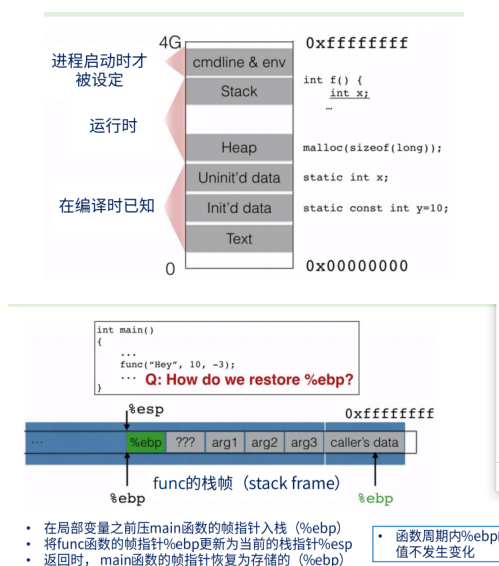 4G
0xffffffff
进程启动时才
被设定
cmdline & env
Stack
int f() {
int x;
…
运行时
Heap
malloc(sizeof(long));
Uninit'd data
static int x;
在编译时已知
Init'd data
static const int y=10;
Text
0
0x00000000
int main()
{
...
func("Hey", 10, -3);
... Q: How do we restore %ebp?
}
%esp
0xffffffff
...
%ebp
???
arg1
arg2
arg3
caller's data
func的栈帧（stack frame）
%ebp
%ebp
• 在局部变量之前压main函数的帧指针入栈（%ebp）
• 将func函数的帧指针%ebp更新为当前的栈指针%esp
• 返回时， main函数的帧指针恢复为存储的（%ebp）
• 函数周期内%ebp
值不发生变化